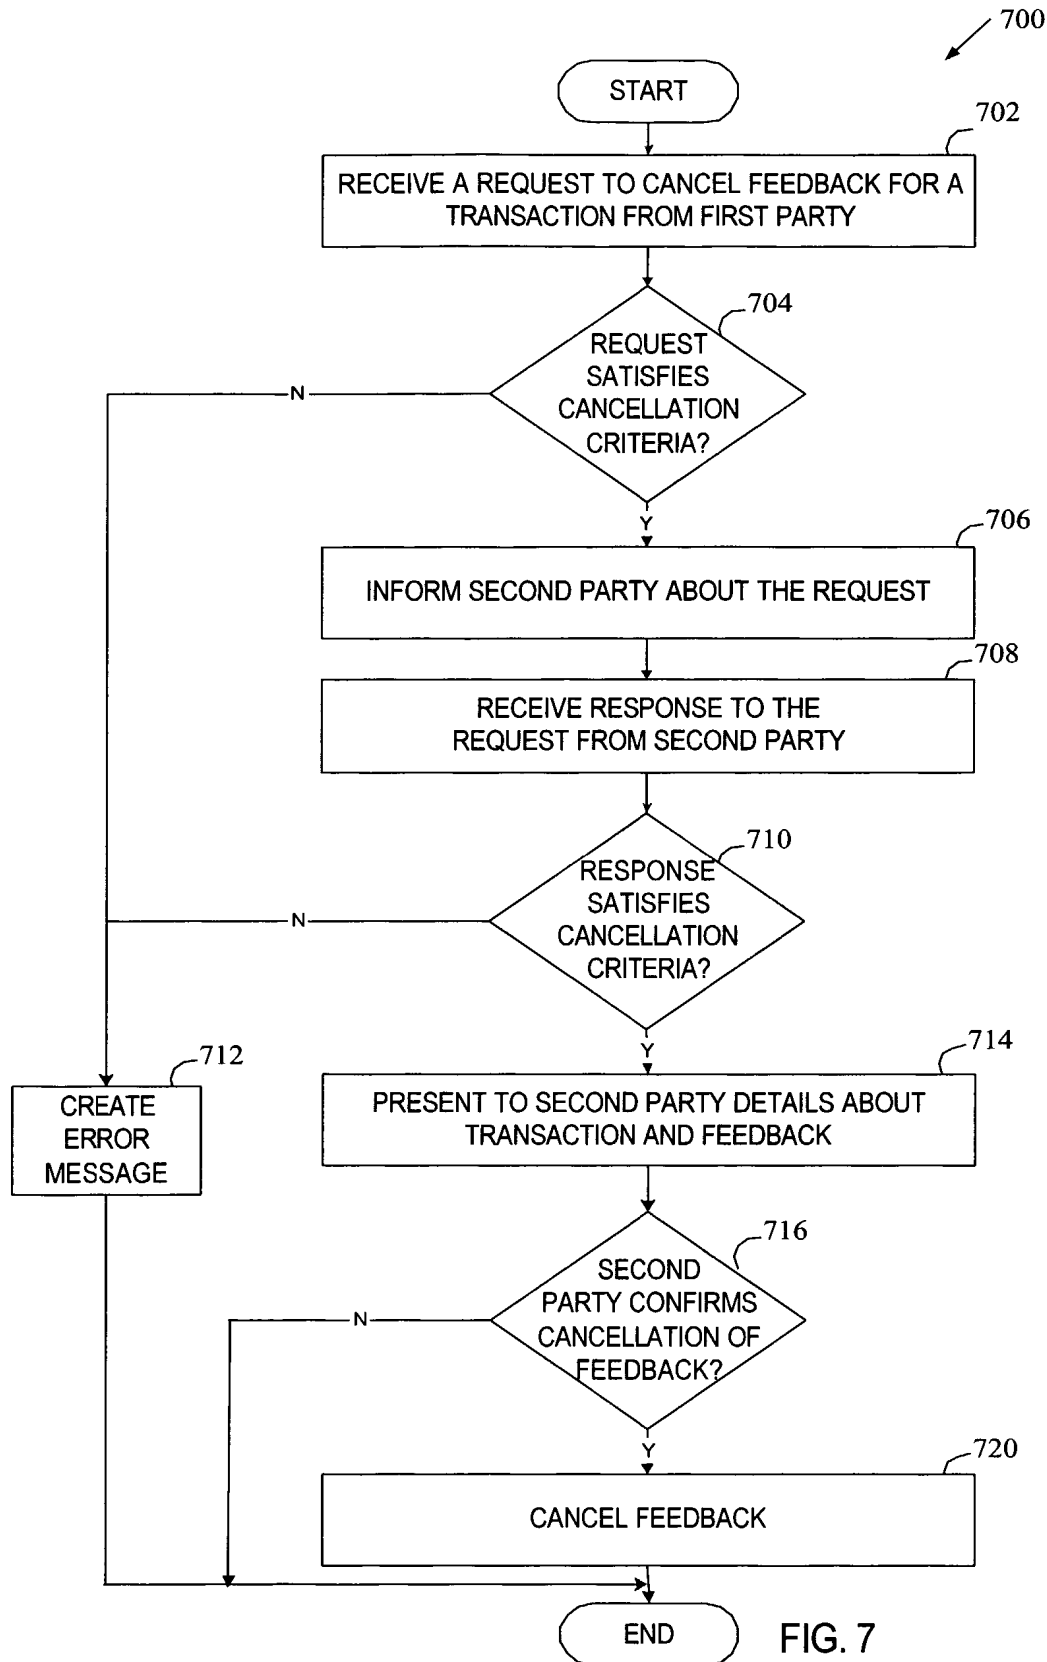 700
START
702
RECEIVE A REQUEST TO CANCEL FEEDBACK FOR A
TRANSACTION FROM FIRST PARTY
704
REQUEST
SATISFIES
CANCELLATION
CRITERIA?
N
Y
706
INFORM SECOND PARTY ABOUT THE REQUEST
708
RECEIVE RESPONSE TO THE
REQUEST FROM SECOND PARTY
710
RESPONSE
SATISFIES
CANCELLATION
CRITERIA?
N
Y
712
CREATE
ERROR
MESSAGE
714
PRESENT TO SECOND PARTY DETAILS ABOUT
TRANSACTION AND FEEDBACK
716
SECOND
PARTY CONFIRMS
CANCELLATION OF
FEEDBACK?
N
Y
720
CANCEL FEEDBACK
END
FIG. 7